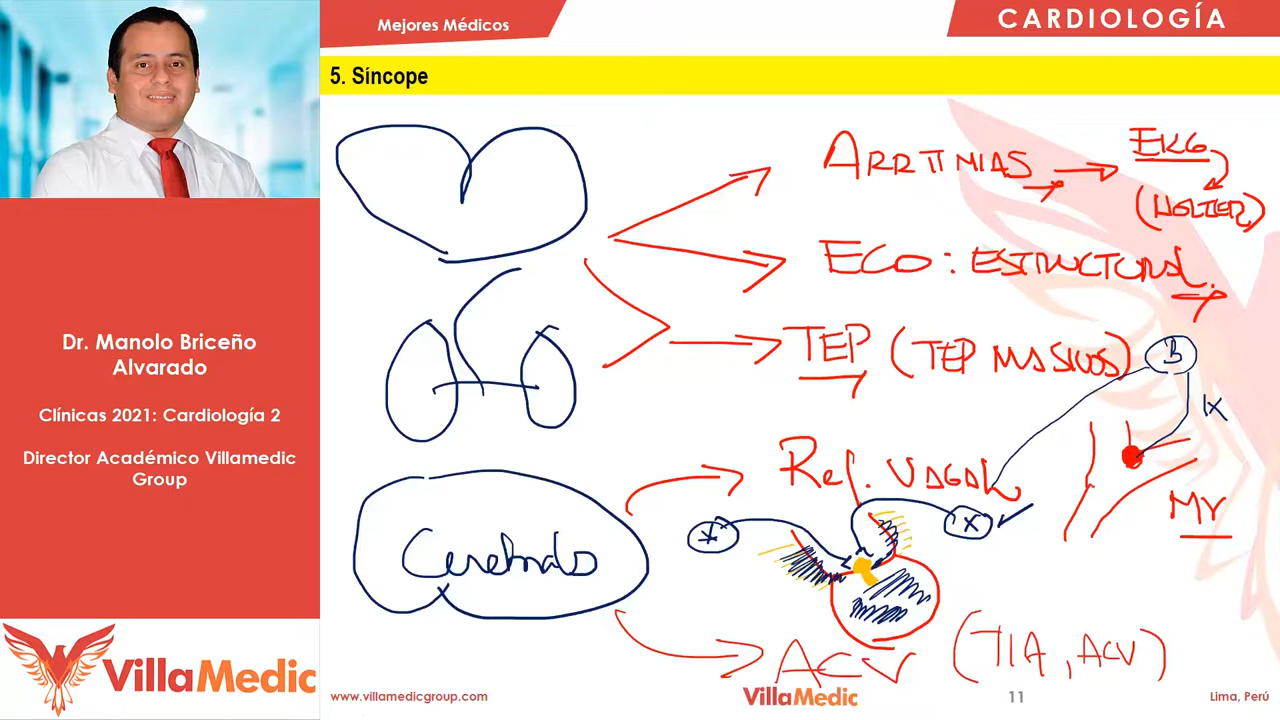 Mejores Médicos
CARDIOLOGÍA
5. Síncope
ARRITMIAS
EKG
(HOLTER)
ECO: ESTRUCTURAL.
TEP (TEP MASIVOS)
B
IX
Ref. VAGAL
MV
X
X
Cerebro
ACV (TIA, ACV)
Dr. Manolo Briceño
Alvarado
Clínicas 2021: Cardiología 2
Director Académico Villamedic
Group
VillaMedic
www.villamedicgroup.com
VillaMedic
11
Lima, Perú